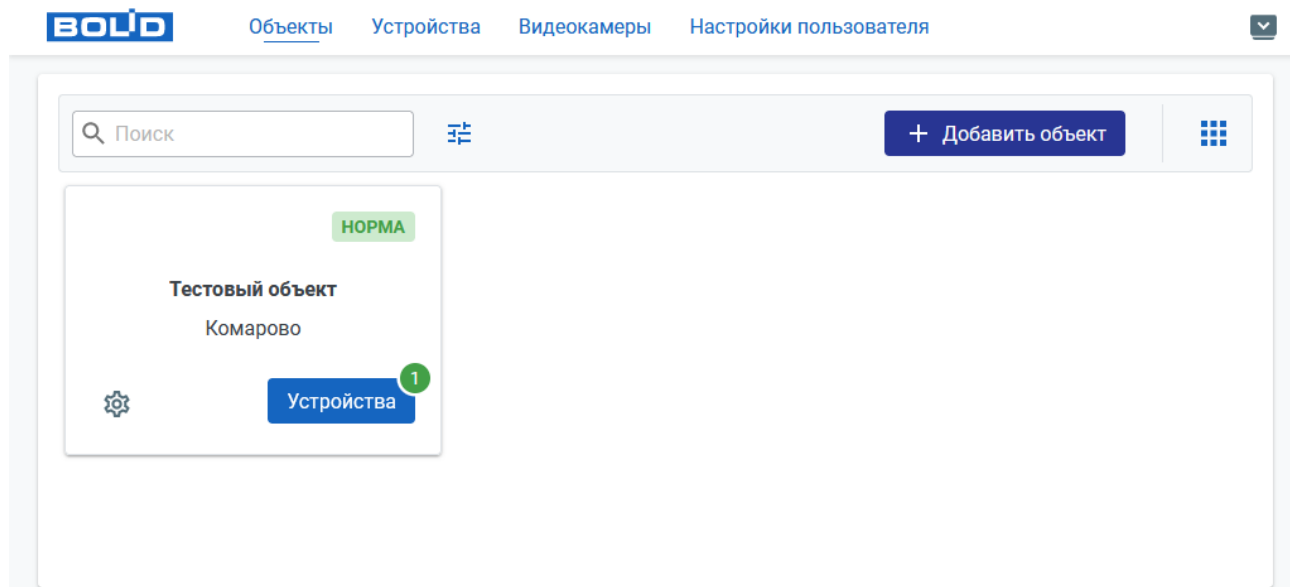 BOLID Объекты Устройства Видеокамеры Настройки пользователя
Поиск + Добавить объект
НОРМА
Тестовый объект
Комарово
1
Устройства